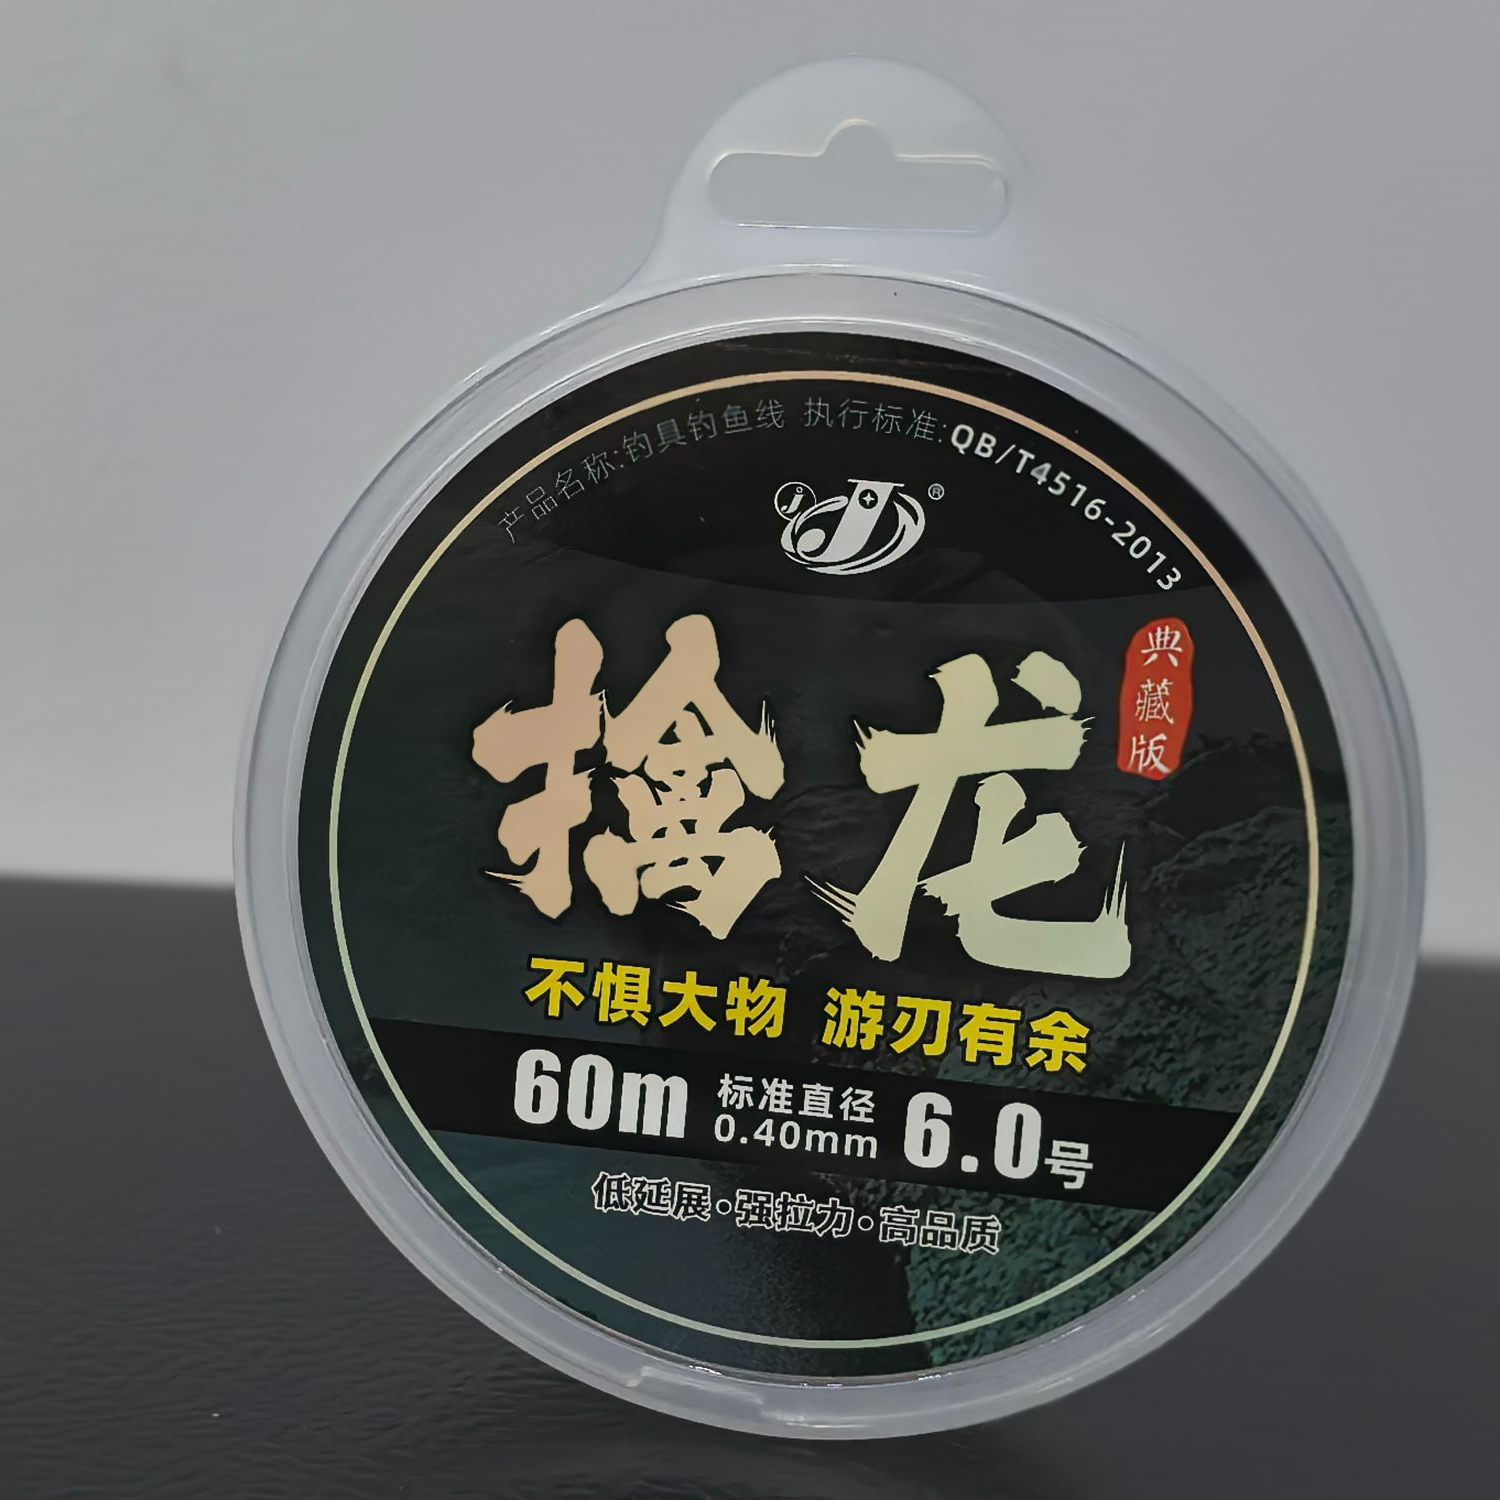 产品名称:钓具钓鱼线 执行标准:QB/T4516-2013
擒龙
典藏版
不惧大物 游刃有余
60m 标准直径 0.40mm 6.0号
低延展·强拉力·高品质